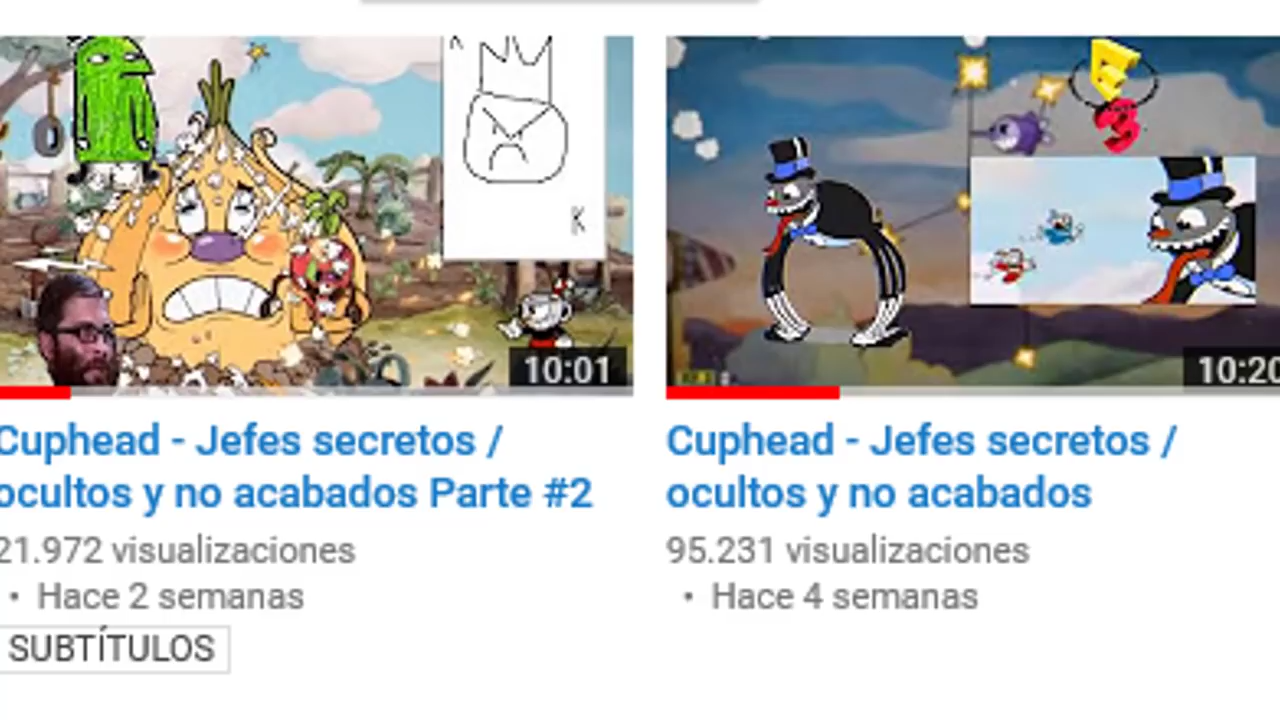 K
10:01
E3
10:20
Cuphead - Jefes secretos /
ocultos y no acabados Parte #2
21.972 visualizaciones
• Hace 2 semanas
SUBTÍTULOS
Cuphead - Jefes secretos /
ocultos y no acabados
95.231 visualizaciones
• Hace 4 semanas